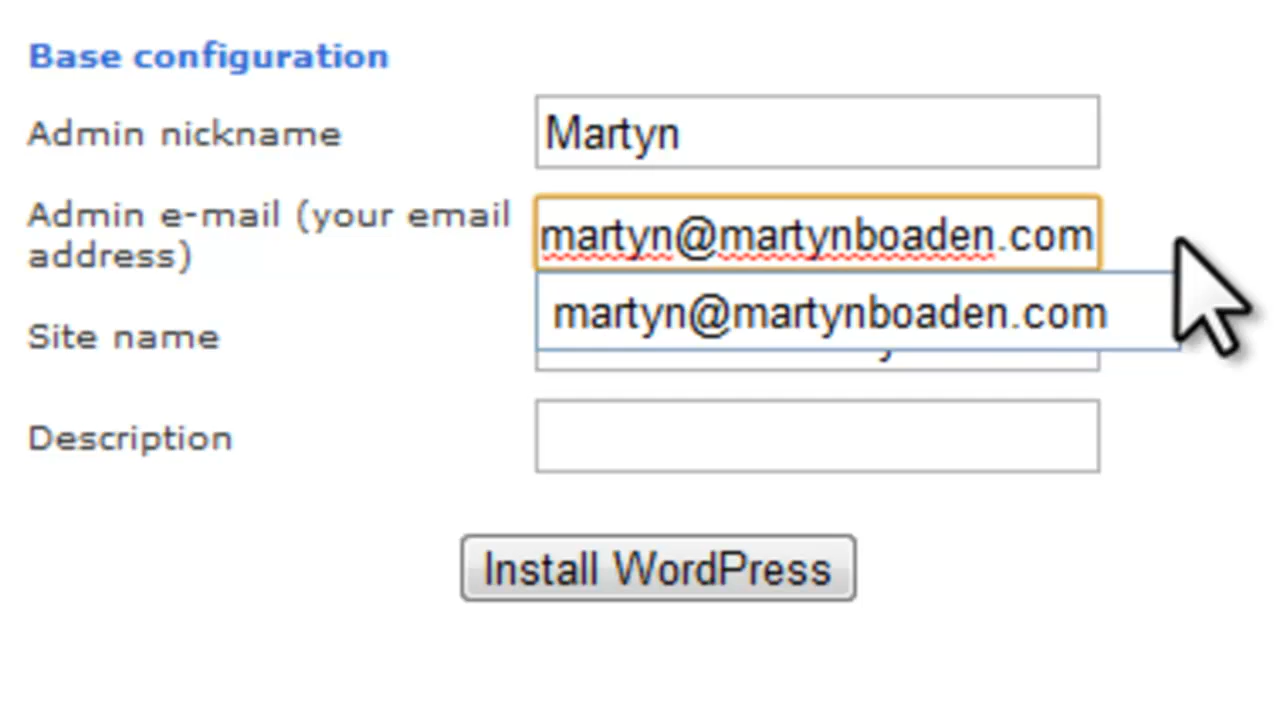 Base configuration
Admin nickname
Martyn
Admin e-mail (your email
address)
martyn@martynboaden.com
martyn@martynboaden.com
Site name
Description
Install WordPress